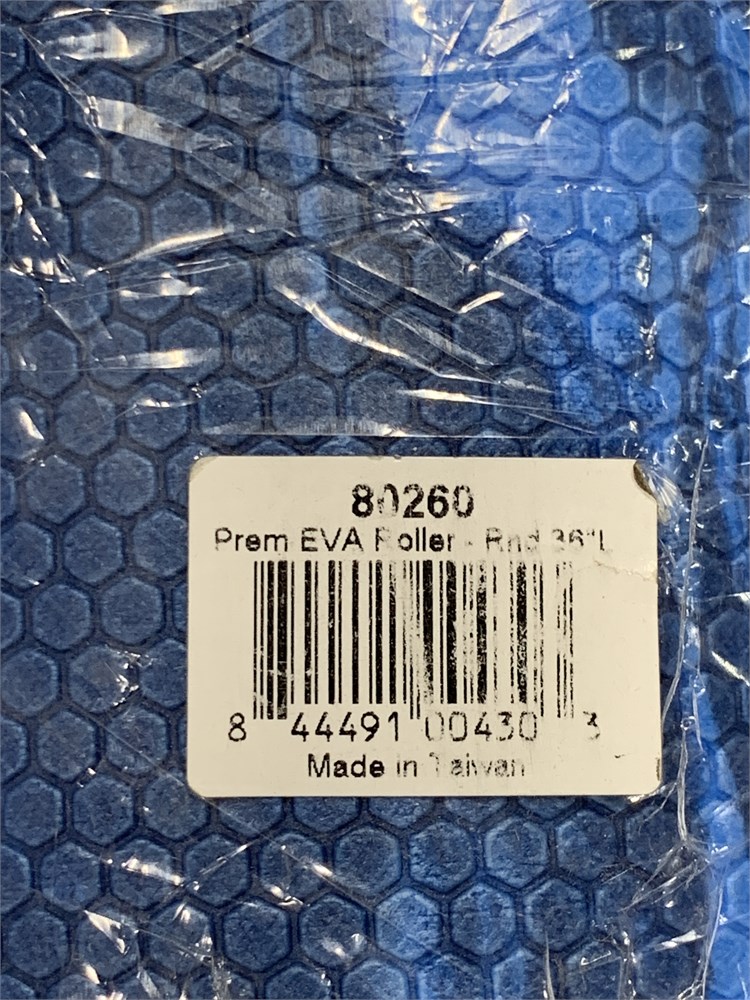 80260
Prem EVA Roller - Rnd 36"L
8 44491 00430 3
Made in Taiwan